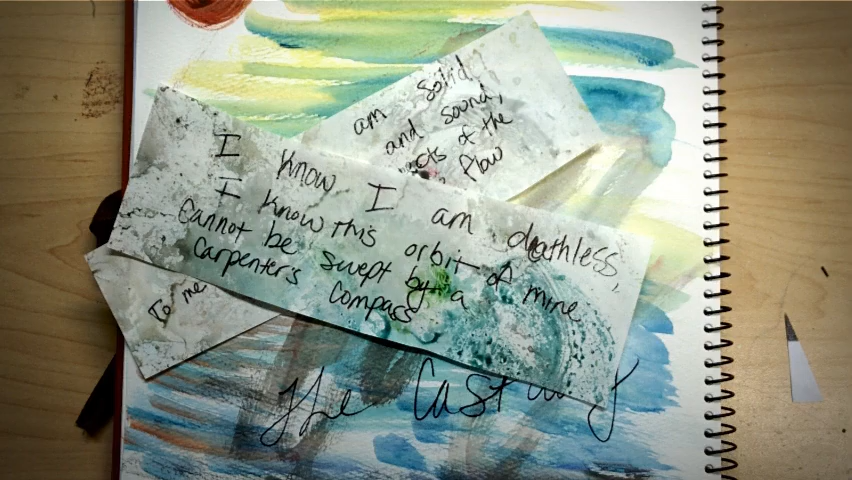 am solid
and sound,
of the
flow
I know I am deathless,
I know this orbit of mine
Cannot be swept by a
Carpenter's Compass
To me
The Castaway